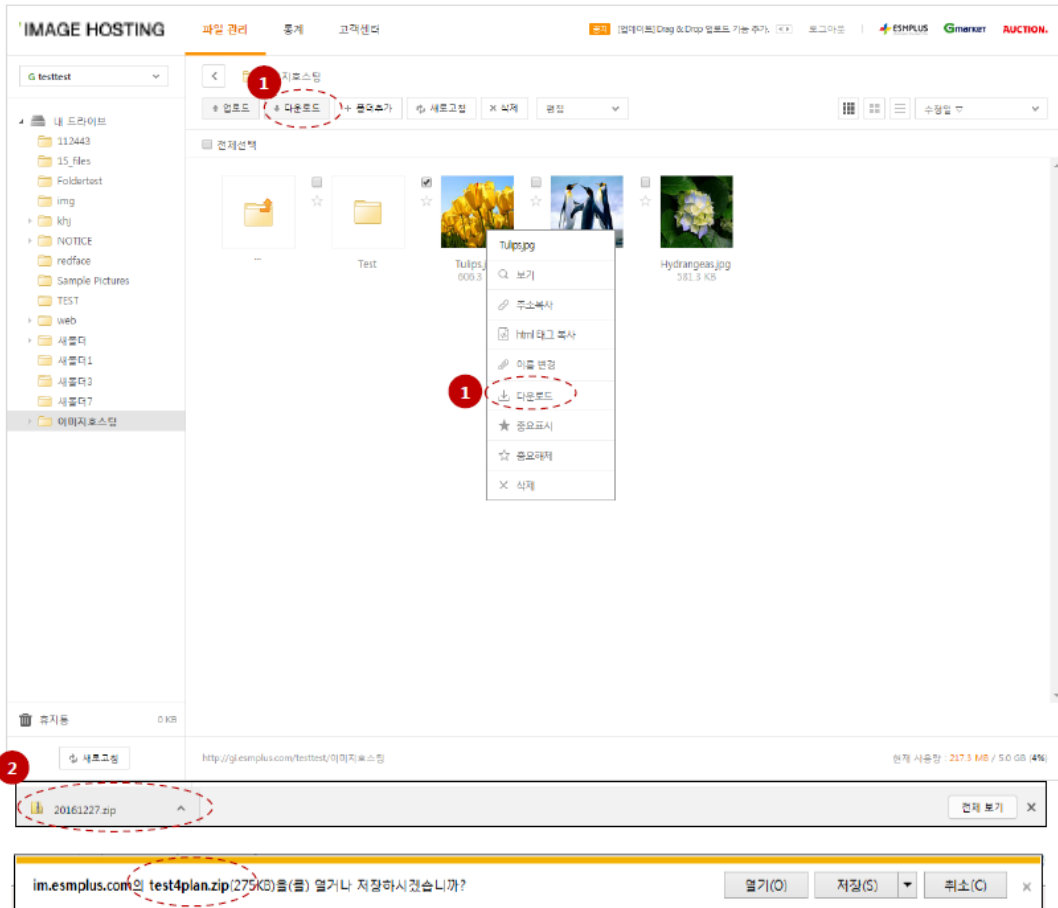 'IMAGE HOSTING
파일 관리 통계 고객센터
공지 [업데이트] Drag & Drop 업로드 기능 추가. 로그아웃
ESMPLUS Gmarket AUCTION.
G testtest
1
지호스팅
업로드 다운로드 + 폴더추가 새로고침 × 삭제 편집 수정일
내 드라이브
전체선택
112443
15_files
Foldertest
img
khj
NOTICE
redface
Sample Pictures
TEST
web
새폴더
새폴더1
새폴더3
새폴더7
이미지호스팅
...
Test
Tulips.j
606.3
Hydrangeas.jpg
581.3 KB
Tulips.jpg
보기
주소복사
html 태그 복사
이름 변경
1
다운로드
중요표시
중요해제
삭제
휴지통 0 KB
2
새로고침
http://gi.esmplus.com/testtest/이미지호스팅
현재 사용량 : 217.3 MB / 5.0 GB (4%)
20161227.zip
전체 보기 ×
im.esmplus.com의 test4plan.zip(275KB)을(를) 열거나 저장하시겠습니까?
열기(O) 저장(S) 취소(C) ×